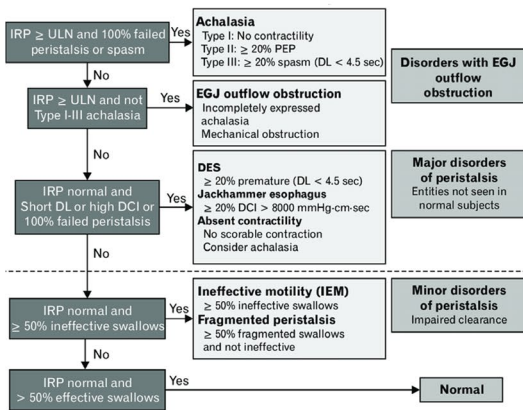 IRP ≥ ULN and 100% failed
peristalsis or spasm
Yes
Achalasia
Type I: No contractility
Type II: ≥ 20% PEP
Type III: ≥ 20% spasm (DL < 4.5 sec)
Disorders with EGJ
outflow obstruction
No
IRP ≥ ULN and not
Type I-III achalasia
Yes
EGJ outflow obstruction
Incompletely expressed
achalasia
Mechanical obstruction
No
IRP normal and
Short DL or high DCI or
100% failed peristalsis
Yes
DES
≥ 20% premature (DL < 4.5 sec)
Jackhammer esophagus
≥ 20% DCI > 8000 mmHg·cm·sec
Absent contractility
No scorable contraction
Consider achalasia
Major disorders
of peristalsis
Entities not seen in
normal subjects
No
IRP normal and
≥ 50% ineffective swallows
Yes
Ineffective motility (IEM)
≥ 50% ineffective swallows
Fragmented peristalsis
≥ 50% fragmented swallows
and not ineffective
Minor disorders
of peristalsis
Impaired clearance
No
IRP normal and
> 50% effective swallows
Yes
Normal